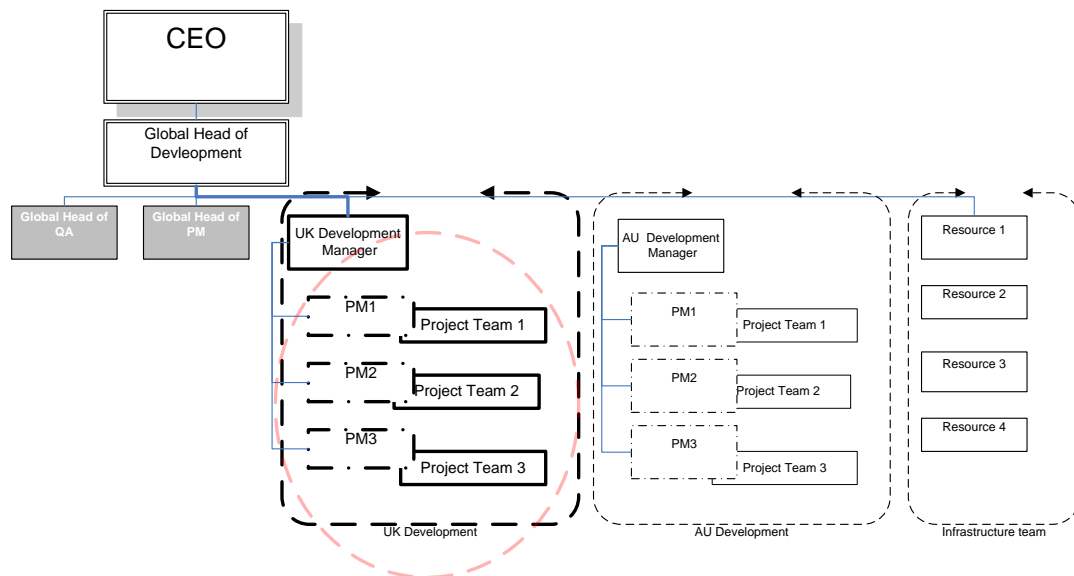 CEO
Global Head of
Devleopment
Global Head of
QA
Global Head of
PM
UK Development
Manager
PM1
Project Team 1
PM2
Project Team 2
PM3
Project Team 3
UK Development
AU  Development
Manager
PM1
Project Team 1
PM2
Project Team 2
PM3
Project Team 3
AU Development
Resource 1
Resource 2
Resource 3
Resource 4
Infrastructure team